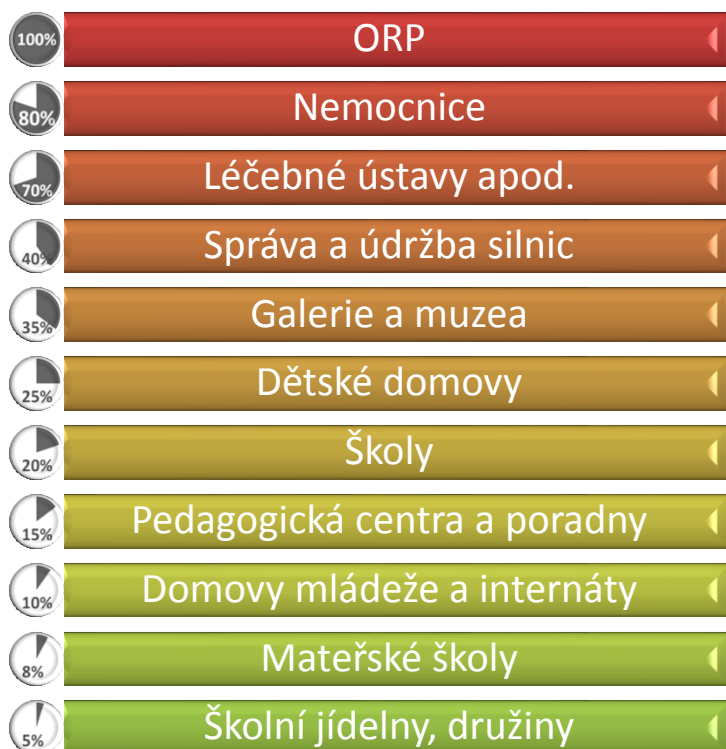 100% ORP
80% Nemocnice
70% Léčebné ústavy apod.
40% Správa a údržba silnic
35% Galerie a muzea
25% Dětské domovy
20% Školy
15% Pedagogická centra a poradny
10% Domovy mládeže a internáty
8% Mateřské školy
5% Školní jídelny, družiny